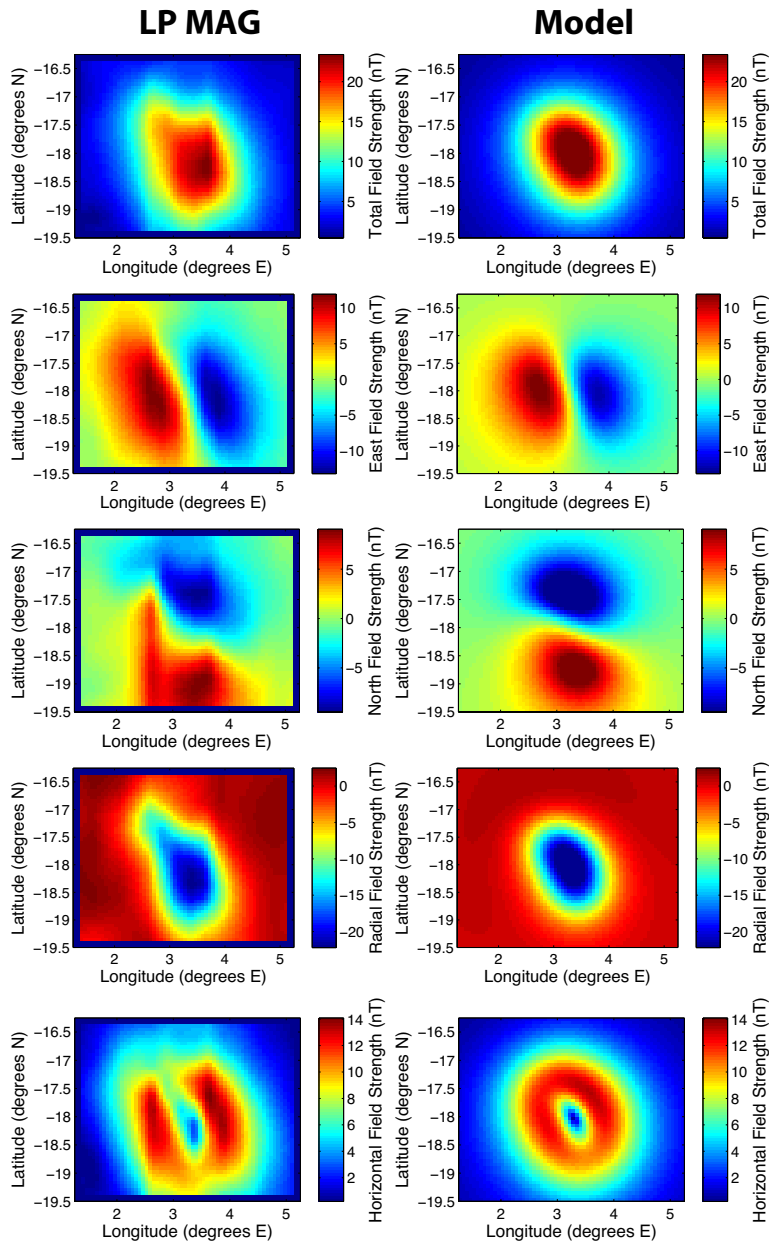 LP MAG
Model
−16.5
−17
−17.5
−18
−18.5
−19
−19.5
Latitude (degrees N)
2 3 4 5
Longitude (degrees E)
20
15
10
5
Total Field Strength (nT)
−16.5
−17
−17.5
−18
−18.5
−19
−19.5
Latitude (degrees N)
2 3 4 5
Longitude (degrees E)
20
15
10
5
Total Field Strength (nT)
−16.5
−17
−17.5
−18
−18.5
−19
−19.5
Latitude (degrees N)
2 3 4 5
Longitude (degrees E)
10
5
0
−5
−10
East Field Strength (nT)
−16.5
−17
−17.5
−18
−18.5
−19
−19.5
Latitude (degrees N)
2 3 4 5
Longitude (degrees E)
10
5
0
−5
−10
East Field Strength (nT)
−16.5
−17
−17.5
−18
−18.5
−19
−19.5
Latitude (degrees N)
2 3 4 5
Longitude (degrees E)
5
0
−5
North Field Strength (nT)
−16.5
−17
−17.5
−18
−18.5
−19
−19.5
Latitude (degrees N)
2 3 4 5
Longitude (degrees E)
5
0
−5
North Field Strength (nT)
−16.5
−17
−17.5
−18
−18.5
−19
−19.5
Latitude (degrees N)
2 3 4 5
Longitude (degrees E)
0
−5
−10
−15
−20
Radial Field Strength (nT)
−16.5
−17
−17.5
−18
−18.5
−19
−19.5
Latitude (degrees N)
2 3 4 5
Longitude (degrees E)
0
−5
−10
−15
−20
Radial Field Strength (nT)
−16.5
−17
−17.5
−18
−18.5
−19
−19.5
Latitude (degrees N)
2 3 4 5
Longitude (degrees E)
14
12
10
8
6
4
2
Horizontal Field Strength (nT)
−16.5
−17
−17.5
−18
−18.5
−19
−19.5
Latitude (degrees N)
2 3 4 5
Longitude (degrees E)
14
12
10
8
6
4
2
Horizontal Field Strength (nT)